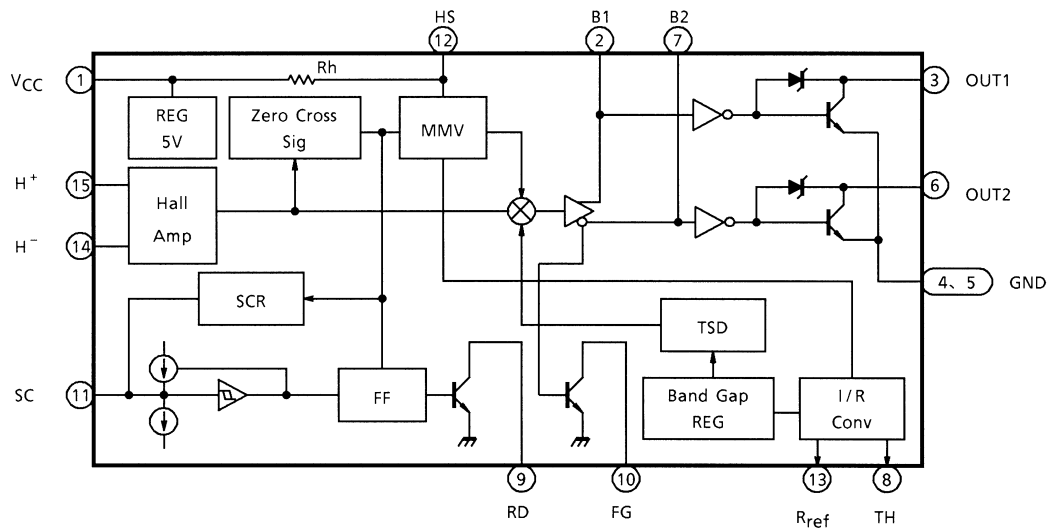 HS
12
B1
2
B2
7
VCC
1
Rh
3
OUT1
REG
5V
Zero Cross
Sig
MMV
H+
15
Hall
Amp
6
OUT2
H−
14
4、5
GND
SCR
TSD
SC
11
FF
Band Gap
REG
I/R
Conv
9
RD
10
FG
13
Rref
8
TH